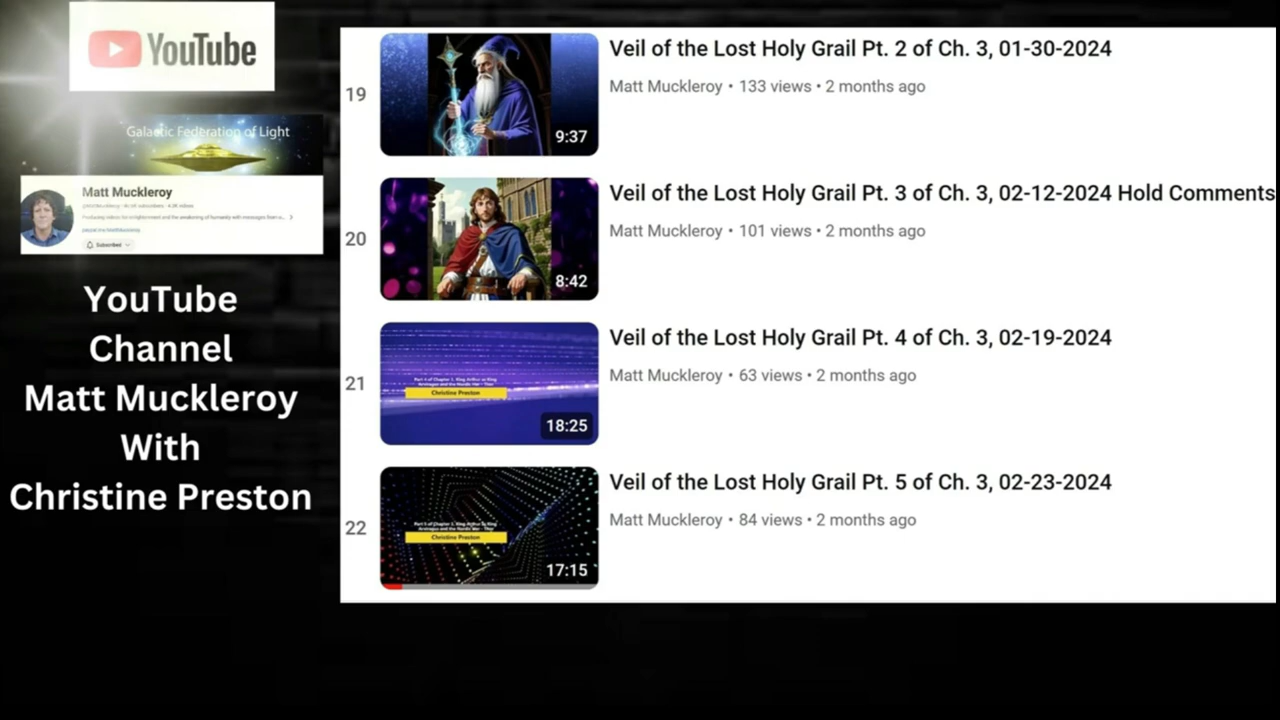 YouTube
Galactic Federation of Light
Matt Muckleroy
Subscribed
YouTube
Channel
Matt Muckleroy
With
Christine Preston
19
9:37
Veil of the Lost Holy Grail Pt. 2 of Ch. 3, 01-30-2024
Matt Muckleroy • 133 views • 2 months ago
20
8:42
Veil of the Lost Holy Grail Pt. 3 of Ch. 3, 02-12-2024 Hold Comments
Matt Muckleroy • 101 views • 2 months ago
21
Christine Preston
18:25
Veil of the Lost Holy Grail Pt. 4 of Ch. 3, 02-19-2024
Matt Muckleroy • 63 views • 2 months ago
22
Christine Preston
17:15
Veil of the Lost Holy Grail Pt. 5 of Ch. 3, 02-23-2024
Matt Muckleroy • 84 views • 2 months ago